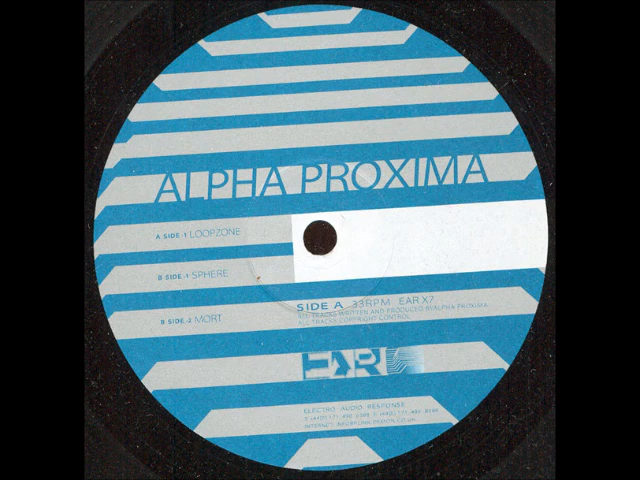 ALPHA PROXIMA
A SIDE-1 LOOPZONE
B SIDE-1 SPHERE
B SIDE-2 MORT
SIDE A 33RPM EAR X7
ALL TRACKS WRITTEN AND PRODUCED BY ALPHA PROXIMA
ALL TRACKS COPYRIGHT CONTROL
EAR
ELECTRO AUDIO RESPONSE
INTERNET: